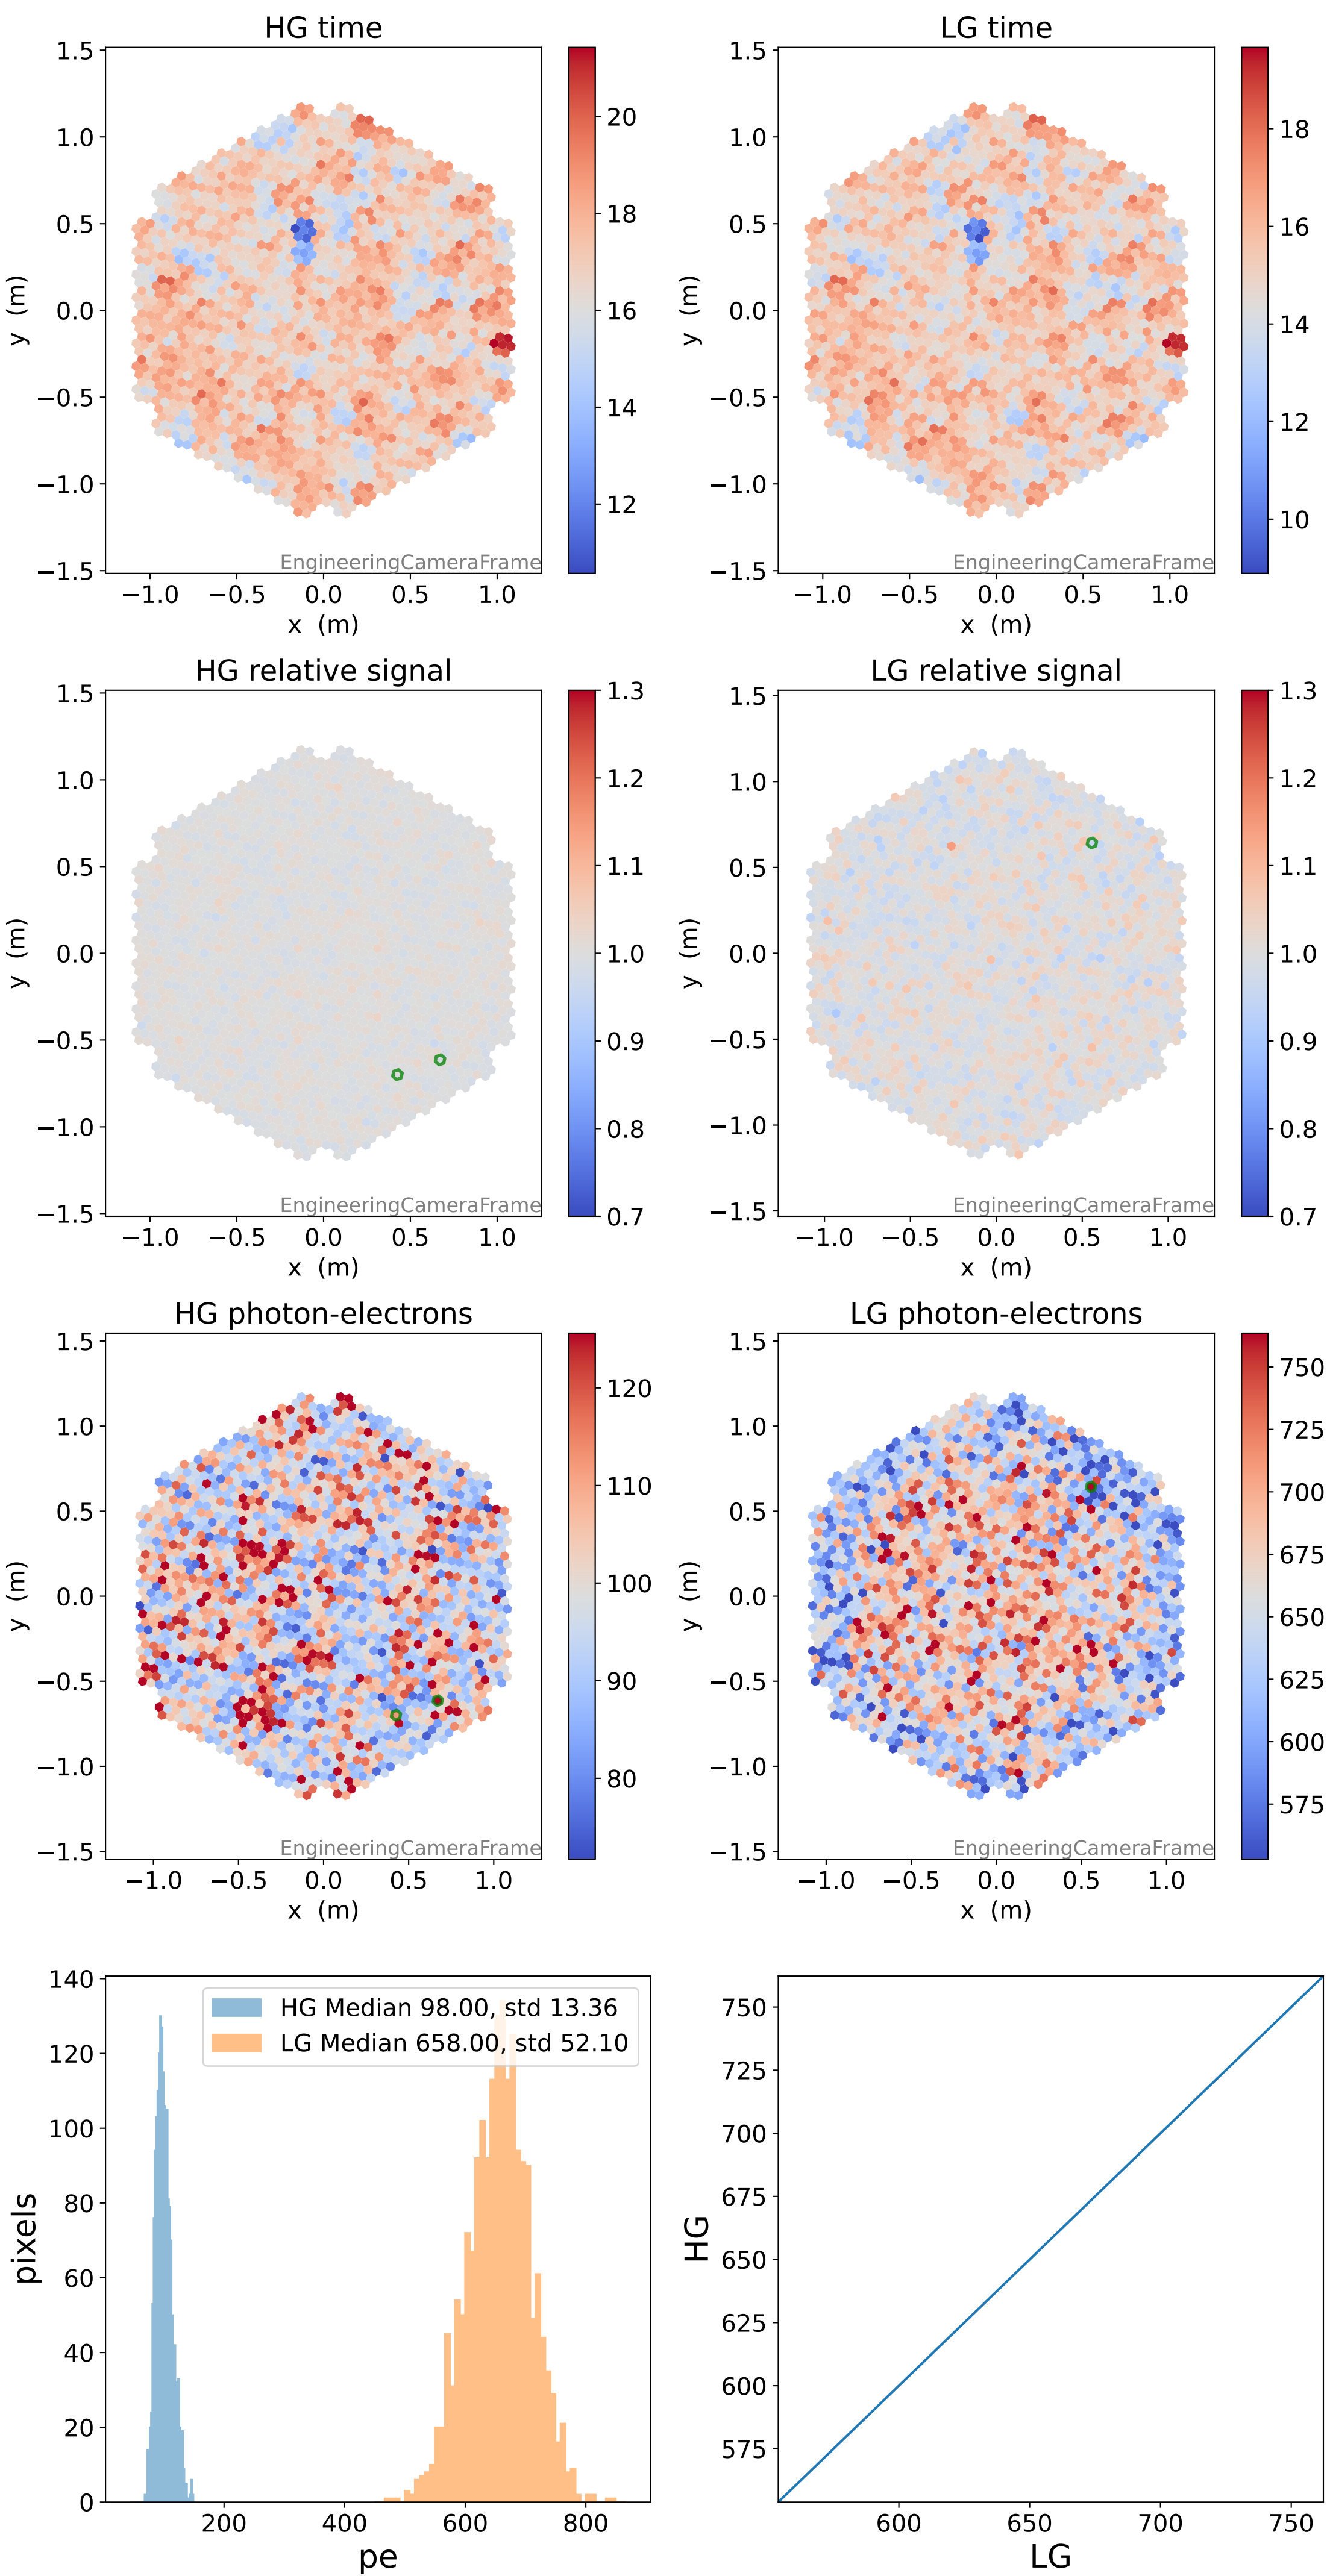 HG time
LG time
1.5
1.0
0.5
0.0
−0.5
−1.0
−1.5
y (m)
−1.0 −0.5 0.0 0.5 1.0
x (m)
EngineeringCameraFrame
20
18
16
14
12
1.5
1.0
0.5
0.0
−0.5
−1.0
−1.5
y (m)
−1.0 −0.5 0.0 0.5 1.0
x (m)
EngineeringCameraFrame
18
16
14
12
10
HG relative signal
LG relative signal
1.5
1.0
0.5
0.0
−0.5
−1.0
−1.5
y (m)
−1.0 −0.5 0.0 0.5 1.0
x (m)
EngineeringCameraFrame
1.3
1.2
1.1
1.0
0.9
0.8
0.7
1.5
1.0
0.5
0.0
−0.5
−1.0
−1.5
y (m)
−1.0 −0.5 0.0 0.5 1.0
x (m)
EngineeringCameraFrame
1.3
1.2
1.1
1.0
0.9
0.8
0.7
HG photon-electrons
LG photon-electrons
1.5
1.0
0.5
0.0
−0.5
−1.0
−1.5
y (m)
−1.0 −0.5 0.0 0.5 1.0
x (m)
EngineeringCameraFrame
120
110
100
90
80
1.5
1.0
0.5
0.0
−0.5
−1.0
−1.5
y (m)
−1.0 −0.5 0.0 0.5 1.0
x (m)
EngineeringCameraFrame
750
725
700
675
650
625
600
575
140
120
100
80
60
40
20
0
pixels
HG Median 98.00, std 13.36
LG Median 658.00, std 52.10
200 400 600 800
pe
750
725
700
675
650
625
600
575
HG
600 650 700 750
LG